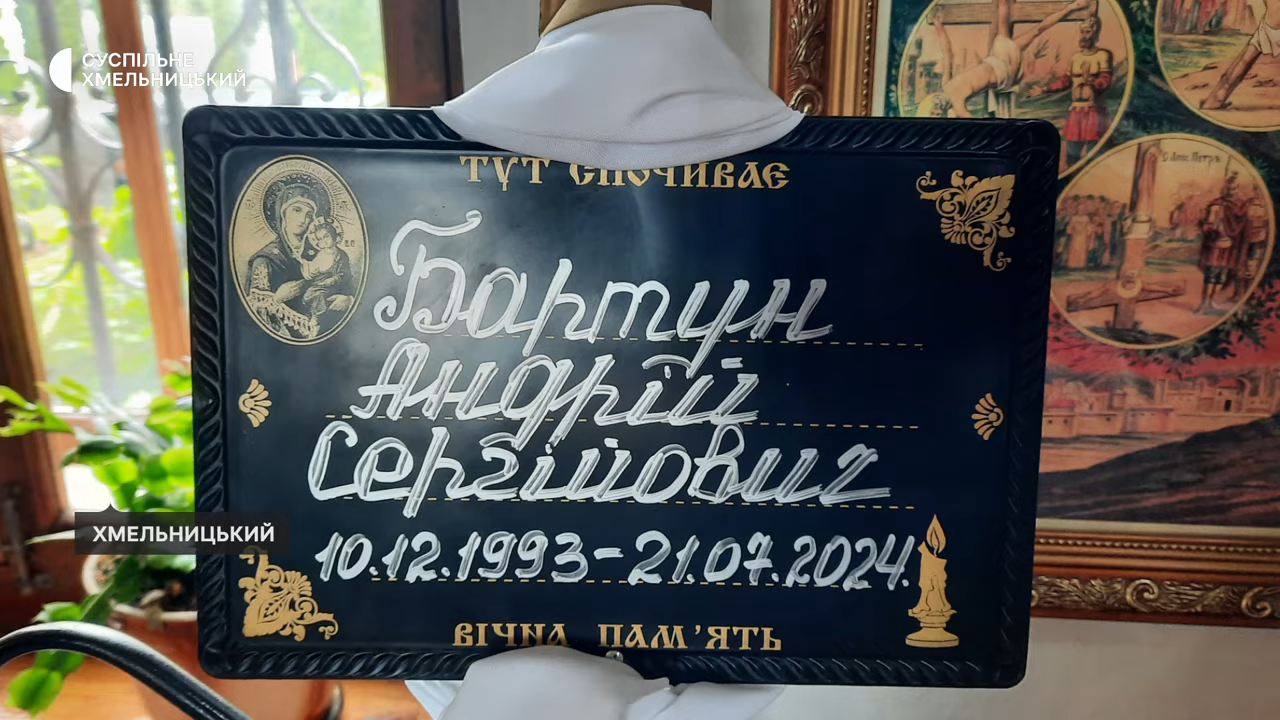 СУСПІЛЬНЕ
ХМЕЛЬНИЦЬКИЙ
ТУТ СПОЧИВАЄ
Бартун
Андрій
Сергійович
10.12.1993-21.07.2024.
ВІЧНА ПАМ'ЯТЬ
ХМЕЛЬНИЦЬКИЙ